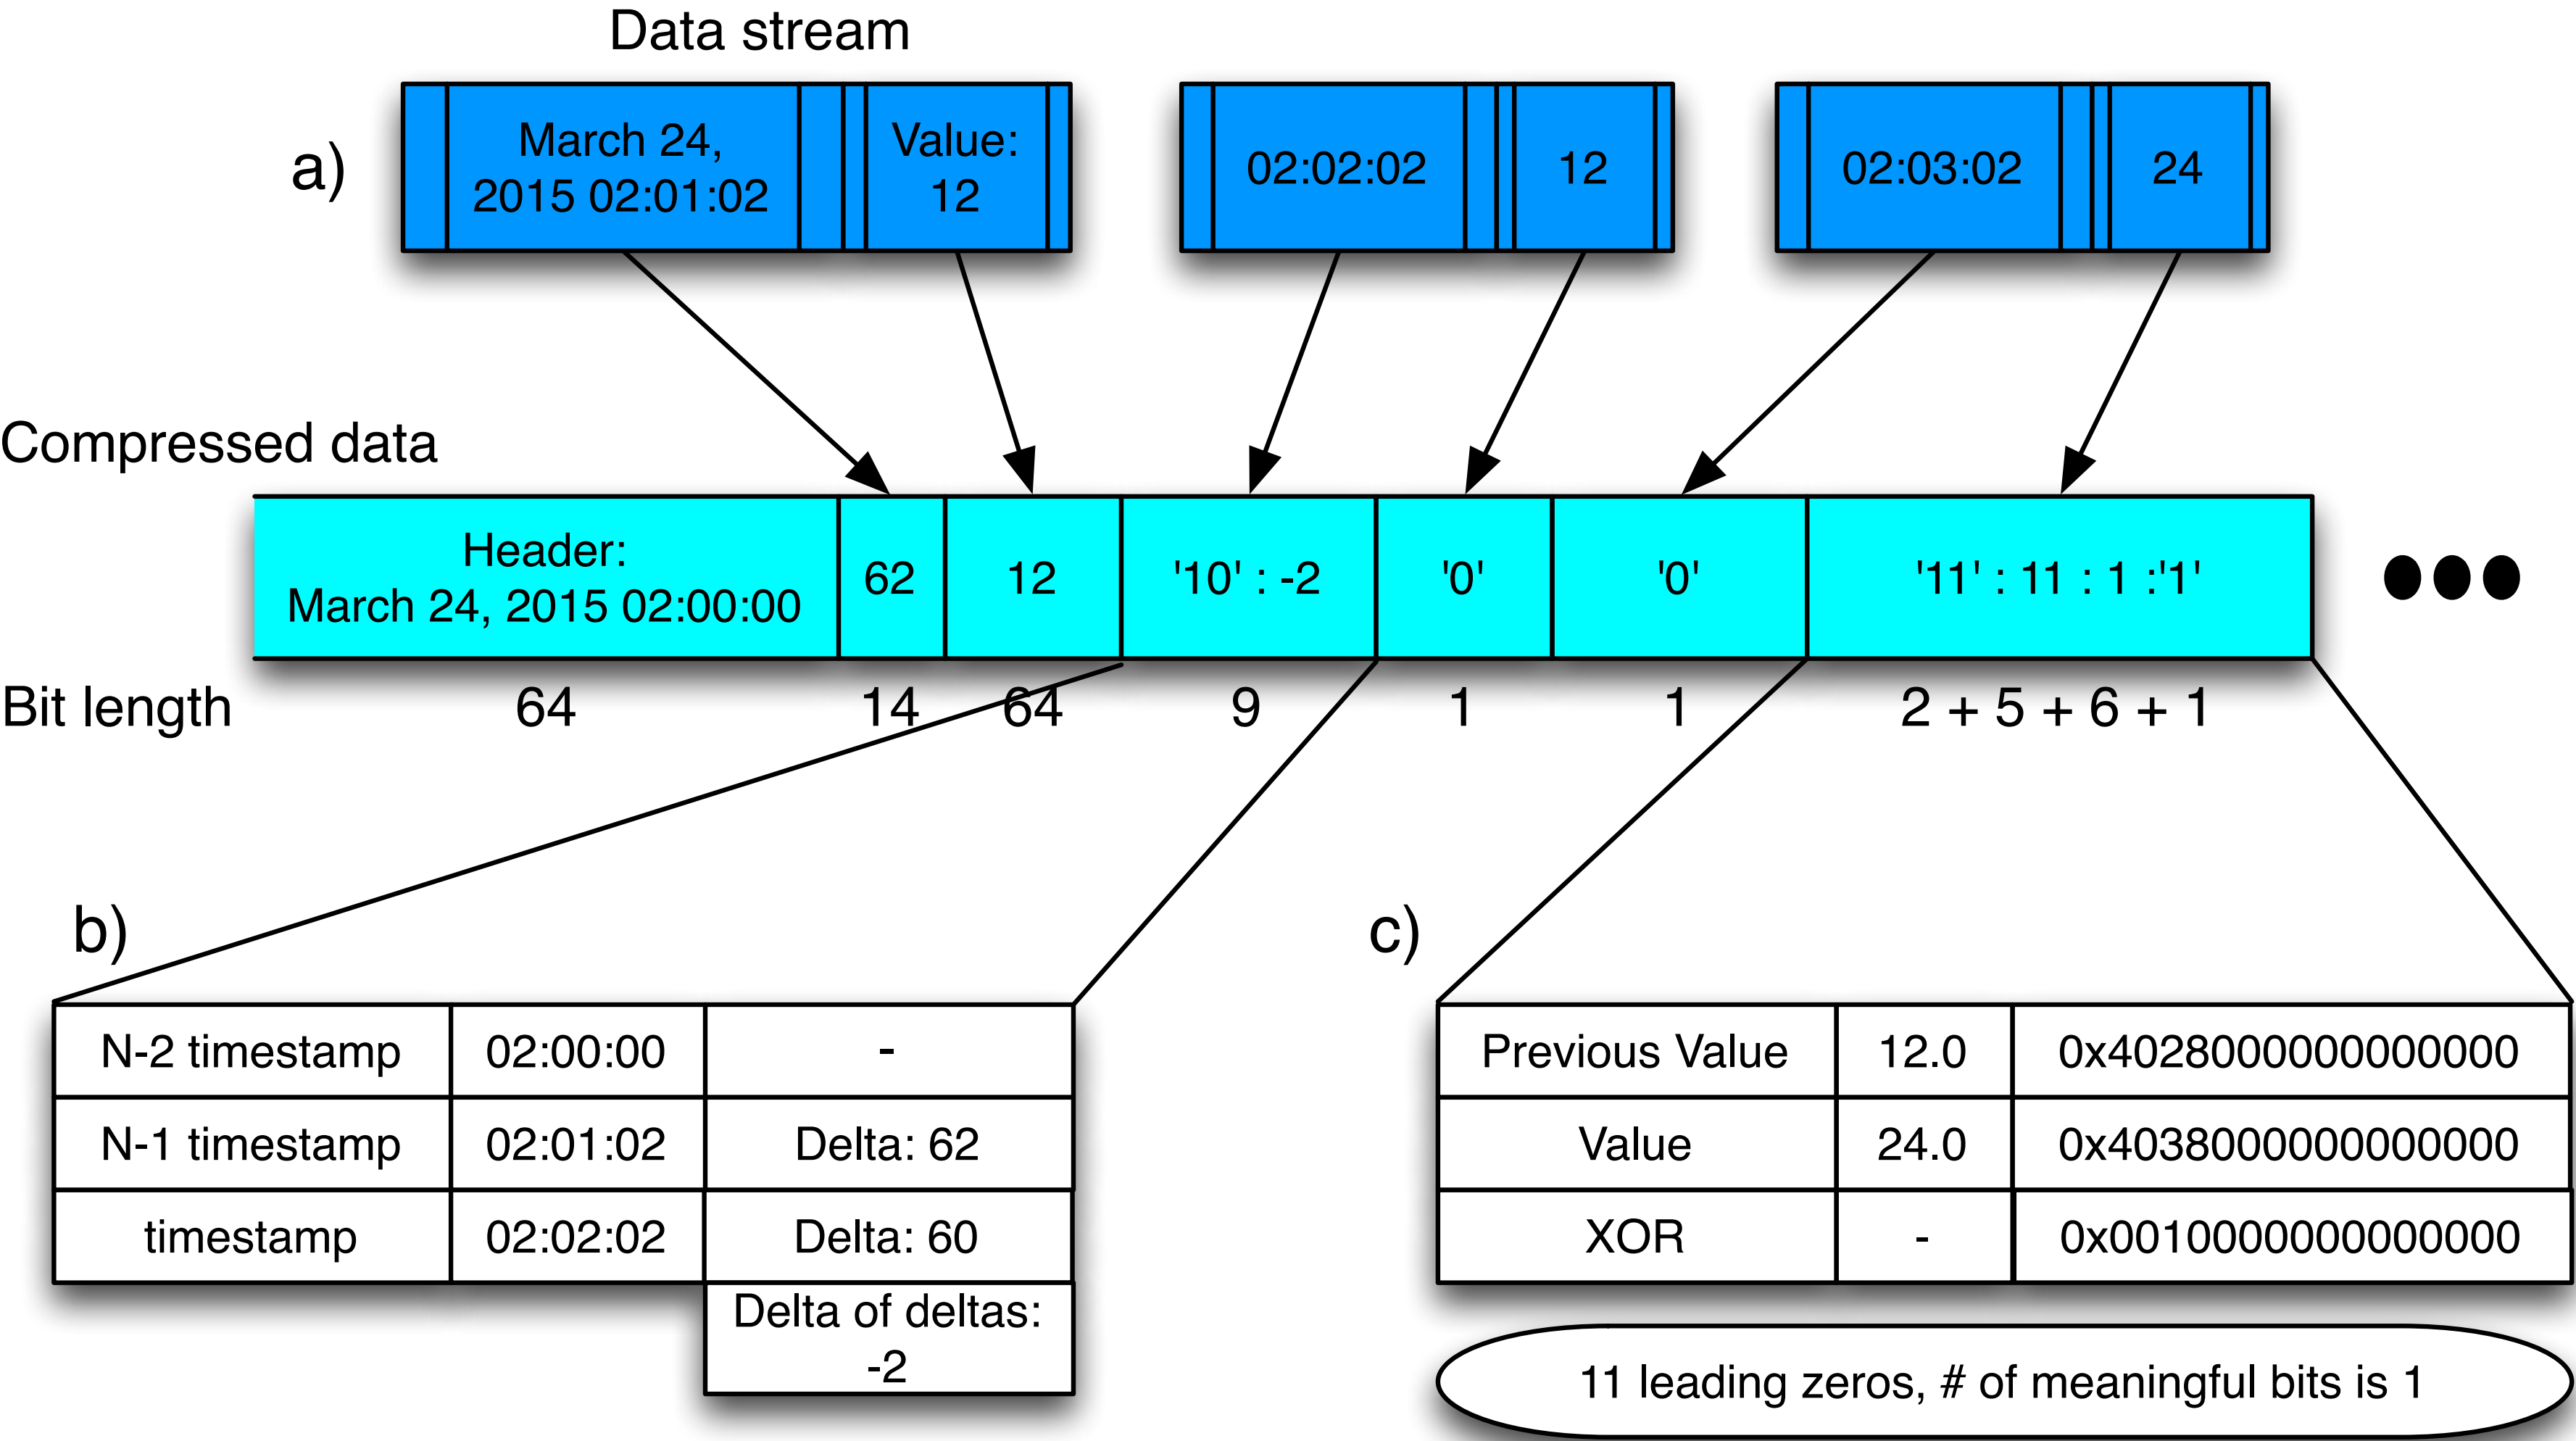 Data stream
a)
March 24,
2015 02:01:02
Value:
12
02:02:02
12
02:03:02
24
Compressed data
Header:
March 24, 2015 02:00:00
62
12
'10' : -2
'0'
'0'
'11' : 11 : 1 :'1'
Bit length
64
14
64
9
1
1
2 + 5 + 6 + 1
b)
N-2 timestamp
02:00:00
-
N-1 timestamp
02:01:02
Delta: 62
timestamp
02:02:02
Delta: 60
Delta of deltas:
-2
c)
Previous Value
12.0
0x4028000000000000
Value
24.0
0x4038000000000000
XOR
-
0x0010000000000000
11 leading zeros, # of meaningful bits is 1